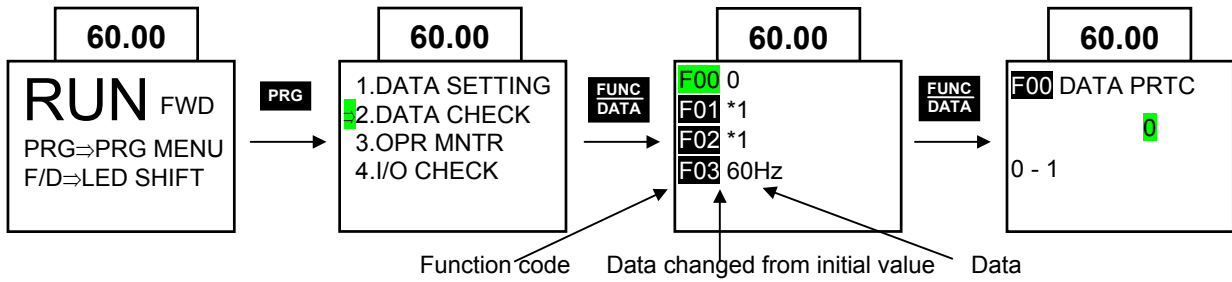 60.00
RUN FWD
PRG⇒PRG MENU
F/D⇒LED SHIFT
PRG
60.00
1.DATA SETTING
⇒2.DATA CHECK
3.OPR MNTR
4.I/O CHECK
FUNC
DATA
60.00
F00 0
F01 *1
F02 *1
F03 60Hz
FUNC
DATA
60.00
F00 DATA PRTC
0
0 - 1
Function code
Data changed from initial value
Data